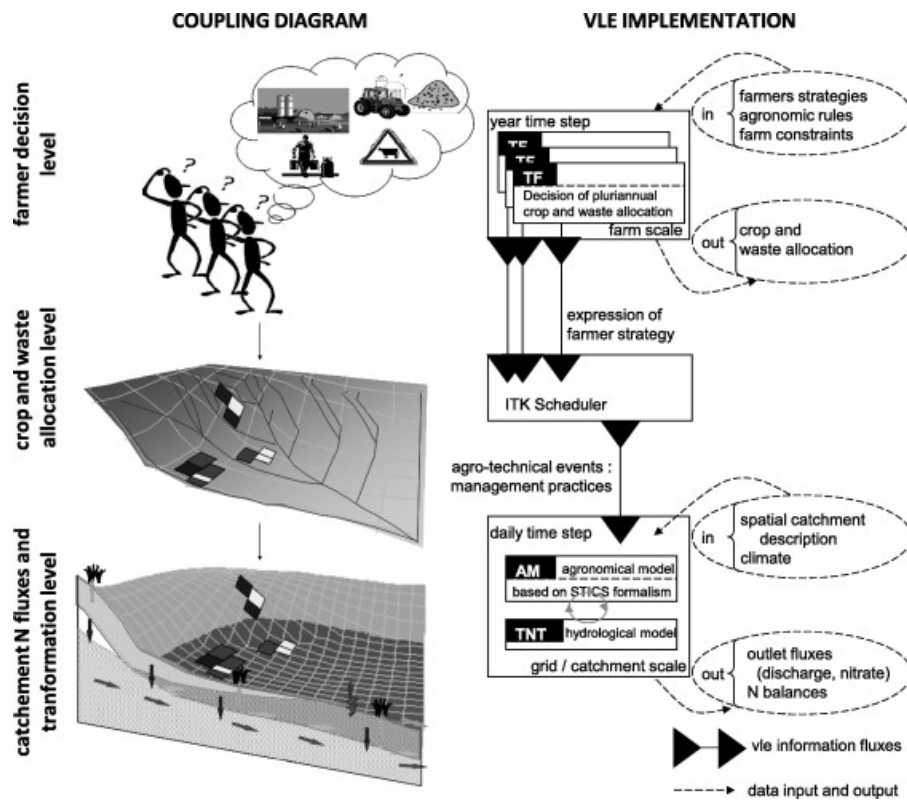 COUPLING DIAGRAM
VLE IMPLEMENTATION
farmer decision
level
?
?
?
year time step
TF
TF
TF
Decision of pluriannual
crop and waste allocation
farm scale
in
farmers strategies
agronomic rules
farm constraints
out
crop and
waste allocation
expression of
farmer strategy
crop and waste
allocation level
ITK Scheduler
agro-technical events :
management practices
catchement N fluxes and
tranformation level
daily time step
AM
agronomical model
based on STICS formalism
TNT
hydrological model
grid / catchment scale
in
spatial catchment
description
climate
out
outlet fluxes
(discharge, nitrate)
N balances
vle information fluxes
data input and output